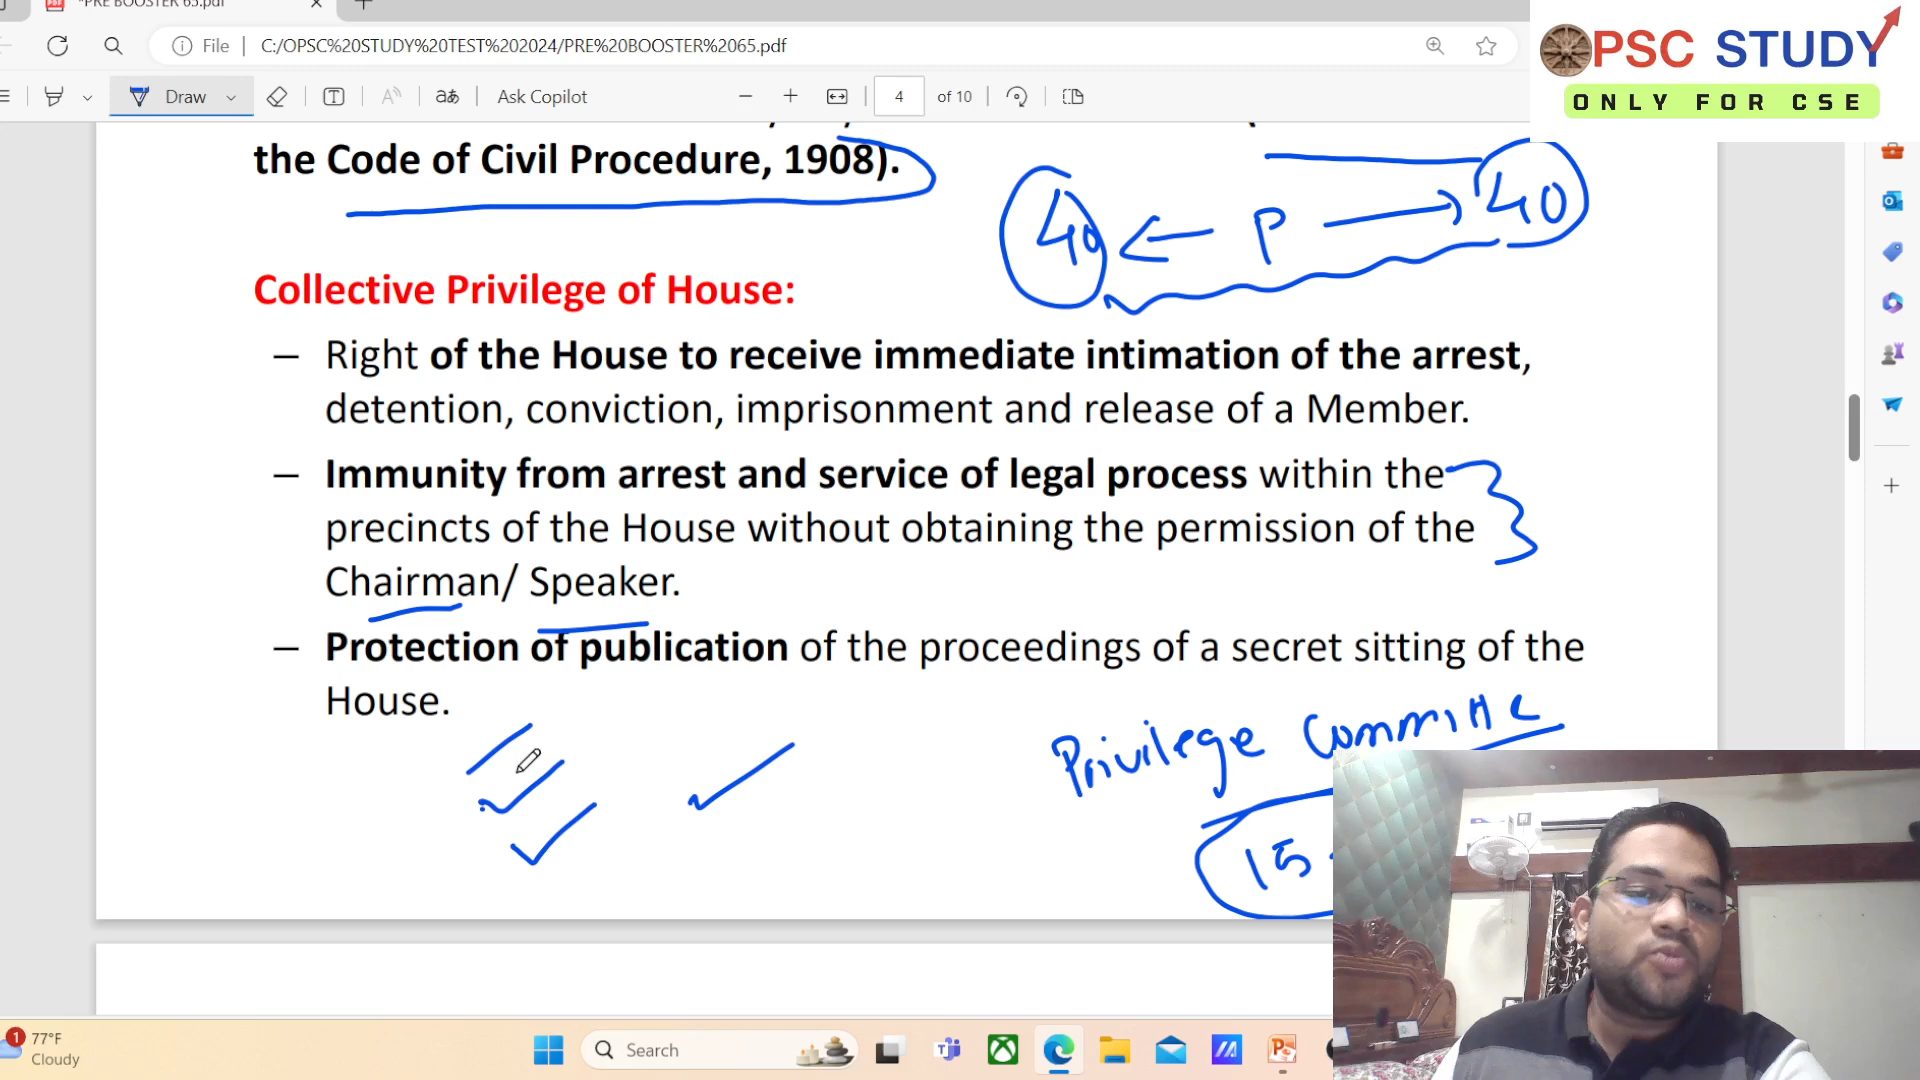 *PRE BOOSTER 65.pdf
PSC STUDY
ONLY FOR CSE
File
C:/OPSC%20STUDY%20TEST%202024/PRE%20BOOSTER%2065.pdf
Draw
Ask Copilot
4 of 10
the Code of Civil Procedure, 1908).
40 ← P → 40
Collective Privilege of House:
– Right of the House to receive immediate intimation of the arrest,
detention, conviction, imprisonment and release of a Member.
– Immunity from arrest and service of legal process within the
precincts of the House without obtaining the permission of the
Chairman/ Speaker.
– Protection of publication of the proceedings of a secret sitting of the
House.
Privilege
15
1
77°F
Cloudy
Search